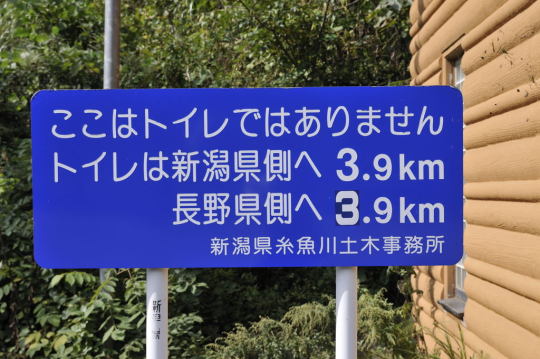 ここはトイレではありません
トイレは新潟県側へ 3.9km
長野県側へ 3.9km
新潟県糸魚川土木事務所